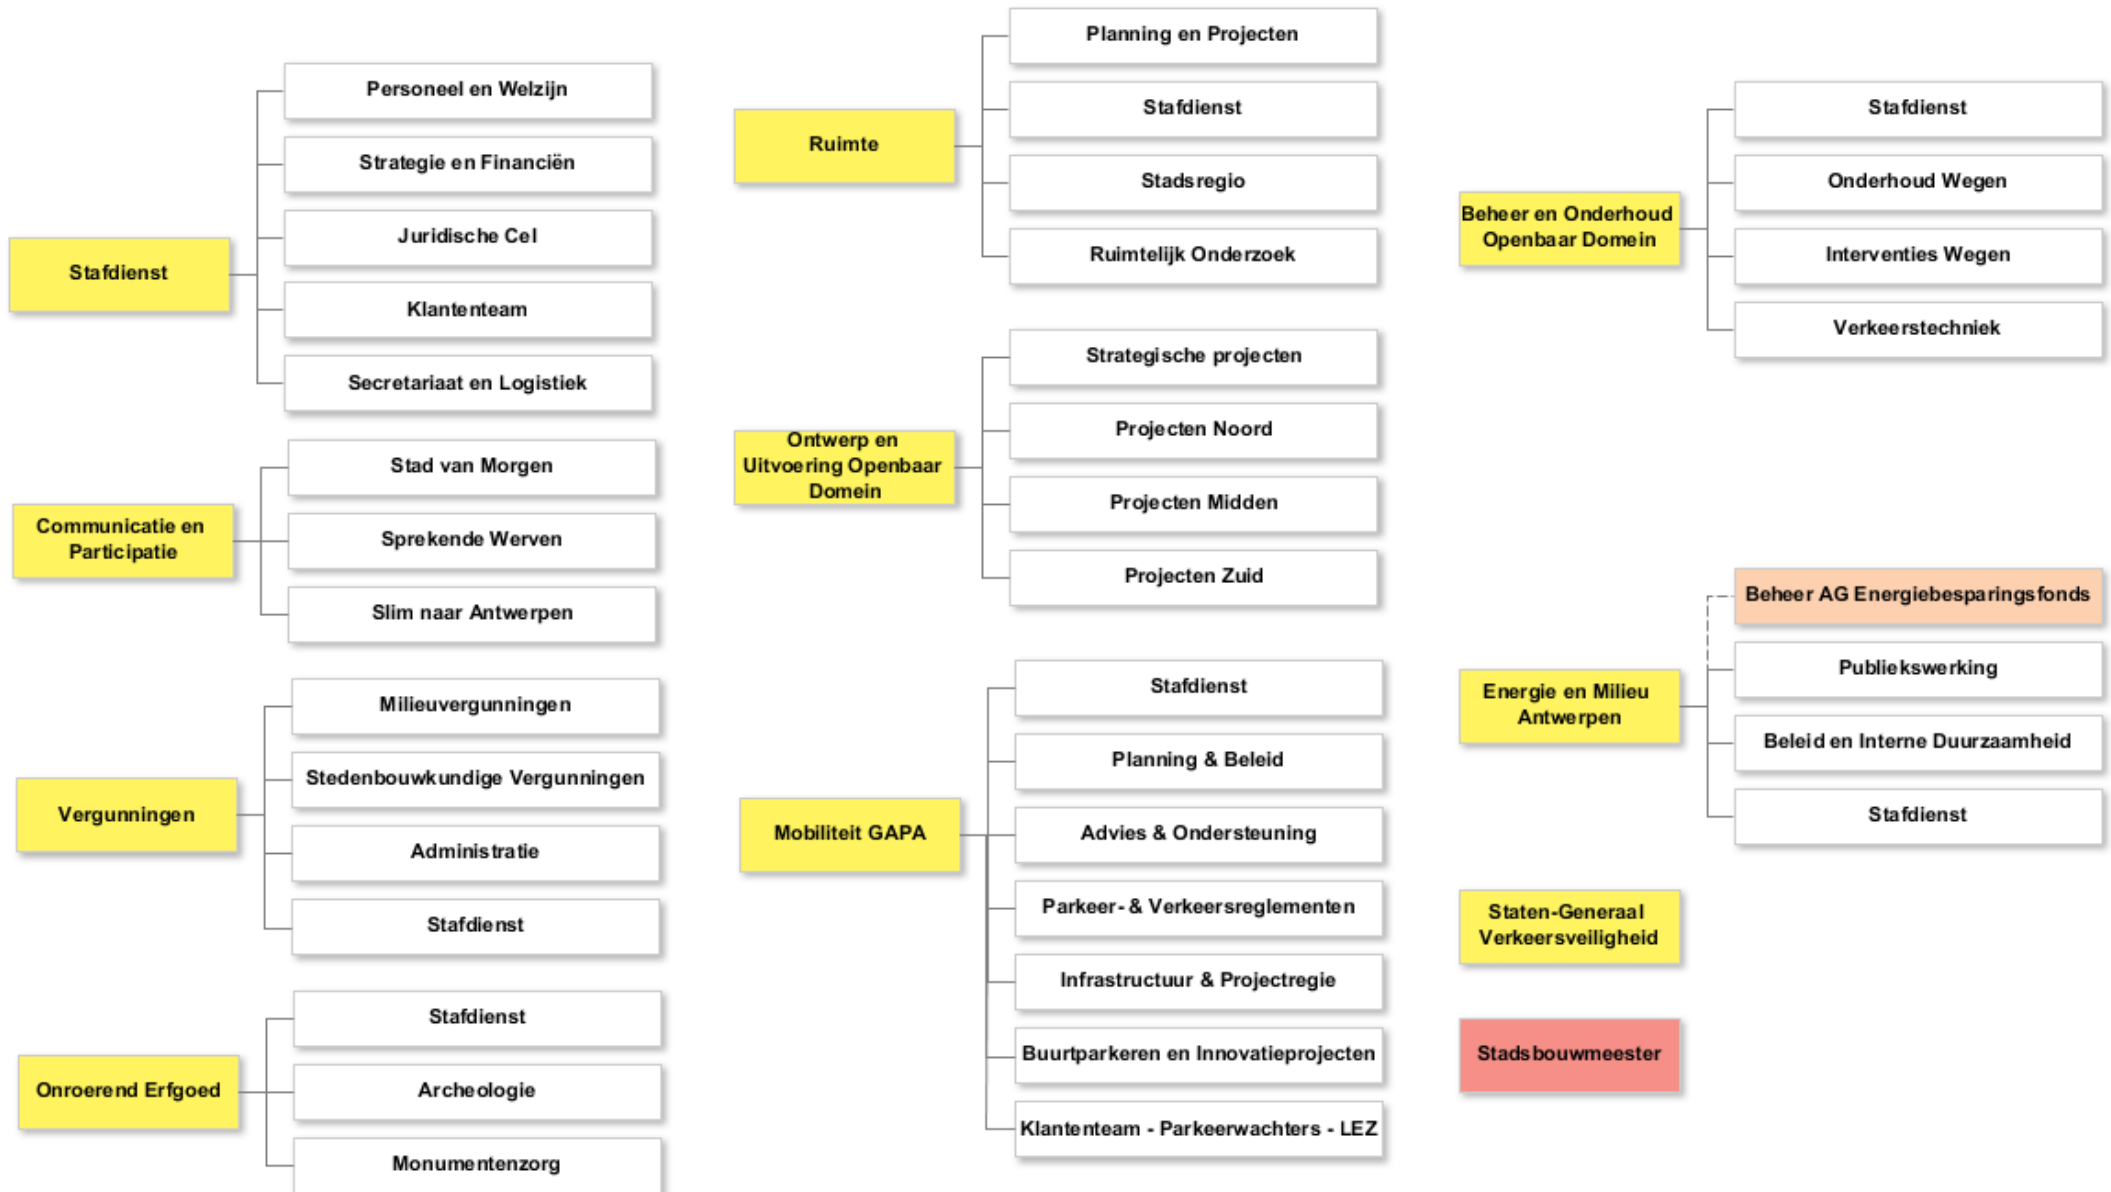 Stafdienst
Personeel en Welzijn
Strategie en Financiën
Juridische Cel
Klantenteam
Secretariaat en Logistiek
Communicatie en
Participatie
Stad van Morgen
Sprekende Werven
Slim naar Antwerpen
Vergunningen
Milieuvergunningen
Stedenbouwkundige Vergunningen
Administratie
Stafdienst
Onroerend Erfgoed
Stafdienst
Archeologie
Monumentenzorg
Ruimte
Planning en Projecten
Stafdienst
Stadsregio
Ruimtelijk Onderzoek
Ontwerp en
Uitvoering Openbaar
Domein
Strategische projecten
Projecten Noord
Projecten Midden
Projecten Zuid
Mobiliteit GAPA
Stafdienst
Planning & Beleid
Advies & Ondersteuning
Parkeer- & Verkeersreglementen
Infrastructuur & Projectregie
Buurtparkeren en Innovatieprojecten
Klantenteam - Parkeerwachters - LEZ
Beheer en Onderhoud
Openbaar Domein
Stafdienst
Onderhoud Wegen
Interventies Wegen
Verkeerstechniek
Energie en Milieu
Antwerpen
Beheer AG Energiebesparingsfonds
Publiekswerking
Beleid en Interne Duurzaamheid
Stafdienst
Staten-Generaal
Verkeersveiligheid
Stadsbouwmeester